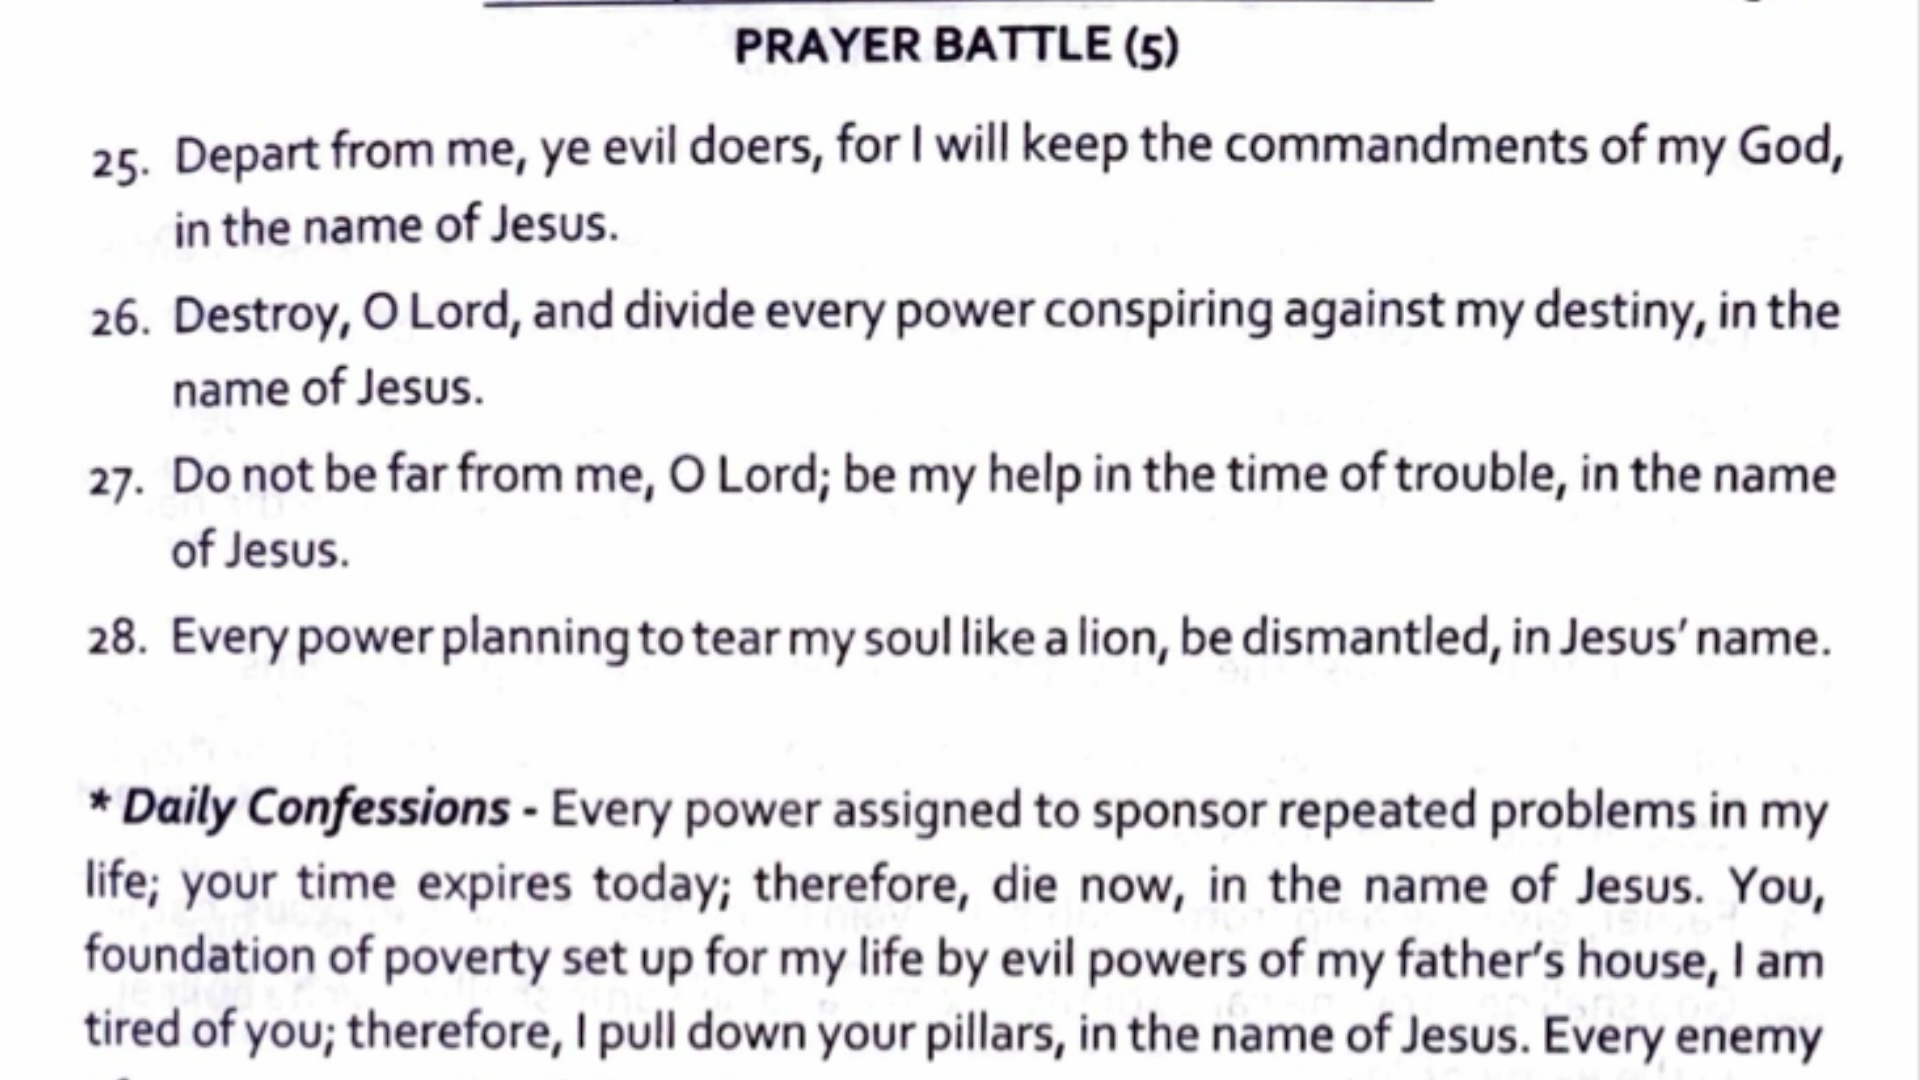 PRAYER BATTLE (5)
25. Depart from me, ye evil doers, for I will keep the commandments of my God,
in the name of Jesus.
26. Destroy, O Lord, and divide every power conspiring against my destiny, in the
name of Jesus.
27. Do not be far from me, O Lord; be my help in the time of trouble, in the name
of Jesus.
28. Every power planning to tear my soul like a lion, be dismantled, in Jesus' name.
* Daily Confessions - Every power assigned to sponsor repeated problems in my
life; your time expires today; therefore, die now, in the name of Jesus. You,
foundation of poverty set up for my life by evil powers of my father's house, I am
tired of you; therefore, I pull down your pillars, in the name of Jesus. Every enemy